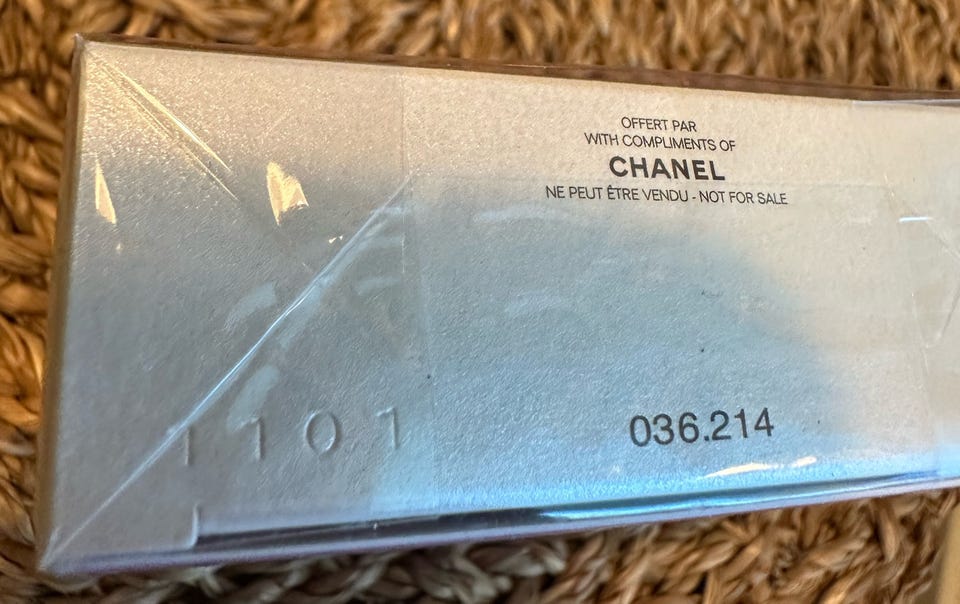 OFFERT PAR
WITH COMPLIMENTS OF
CHANEL
NE PEUT ÊTRE VENDU - NOT FOR SALE
1101
036.214